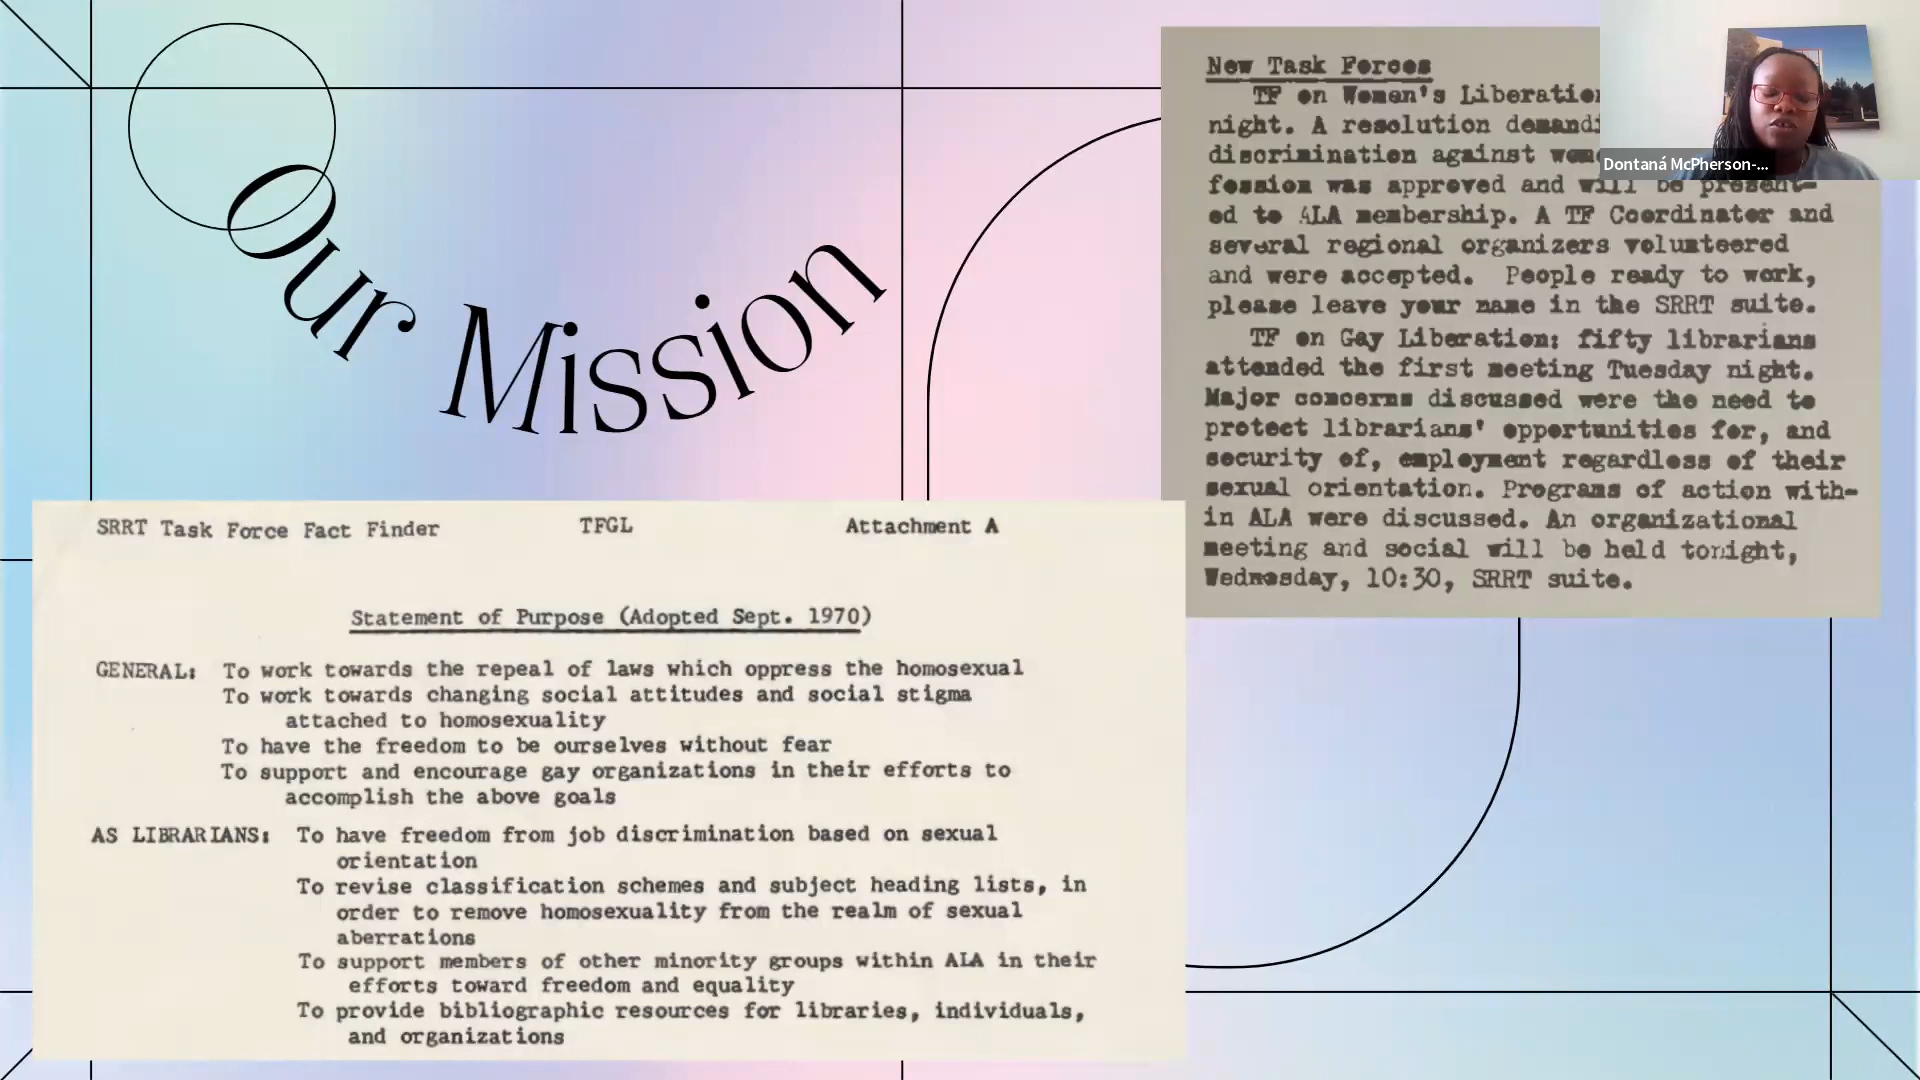 Our Mission
New Task Forces
TF on Women's Liberation
night. A resolution demandi
discrimination against wom
fession was approved and will be present-
ed to ALA membership. A TF Coordinator and
several regional organizers volunteered
and were accepted. People ready to work,
please leave your name in the SRRT suite.
TF on Gay Liberation: fifty librarians
attended the first meeting Tuesday night.
Major concerns discussed were the need to
protect librarians' opportunities for, and
security of, employment regardless of their
sexual orientation. Programs of action with-
in ALA were discussed. An organizational
meeting and social will be held tonight,
Wednesday, 10:30, SRRT suite.
Dontaná McPherson-...
SRRT Task Force Fact Finder TFGL Attachment A
Statement of Purpose (Adopted Sept. 1970)
GENERAL: To work towards the repeal of laws which oppress the homosexual
To work towards changing social attitudes and social stigma
attached to homosexuality
To have the freedom to be ourselves without fear
To support and encourage gay organizations in their efforts to
accomplish the above goals
AS LIBRARIANS: To have freedom from job discrimination based on sexual
orientation
To revise classification schemes and subject heading lists, in
order to remove homosexuality from the realm of sexual
aberrations
To support members of other minority groups within ALA in their
efforts toward freedom and equality
To provide bibliographic resources for libraries, individuals,
and organizations